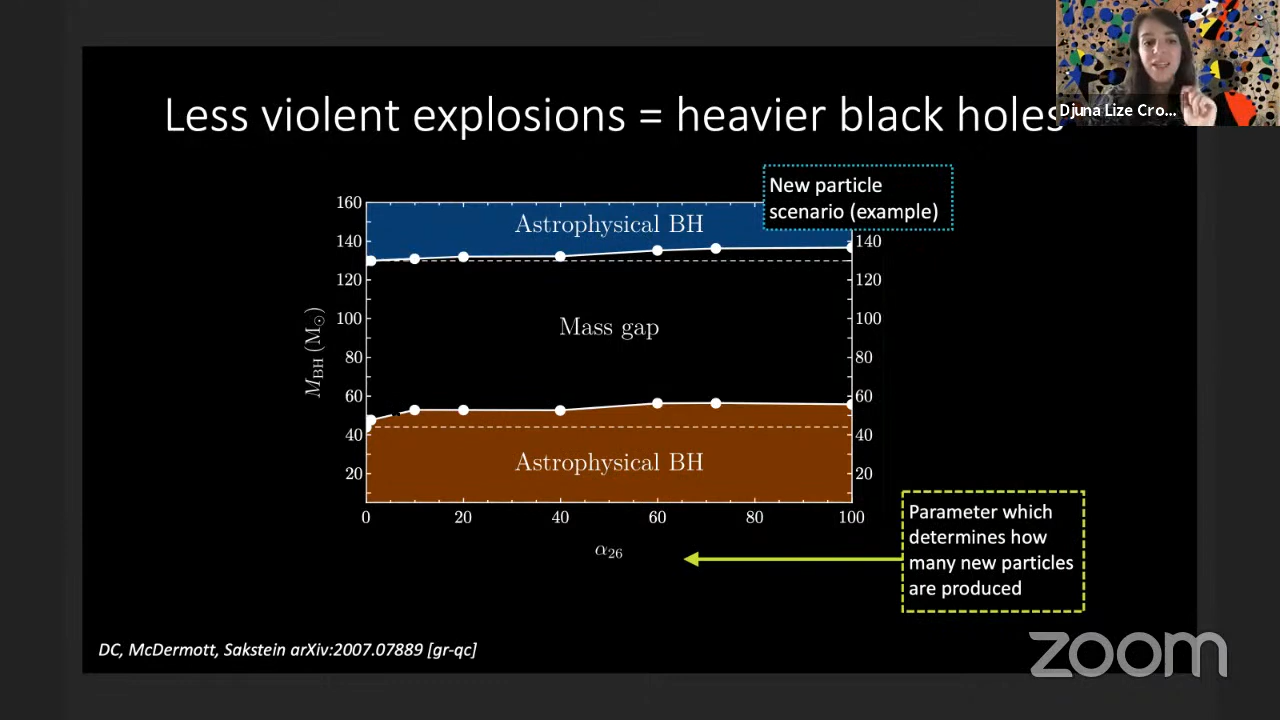 Djuna Lize Cro...
Less violent explosions = heavier black holes
New particle
scenario (example)
160
140
120
100
80
60
40
20
Astrophysical BH
Mass gap
Astrophysical BH
140
120
100
80
60
40
20
M_BH (M_⊙)
0 20 40 60 80 100
α_26
Parameter which
determines how
many new particles
are produced
DC, McDermott, Sakstein arXiv:2007.07889 [gr-qc]
zoom